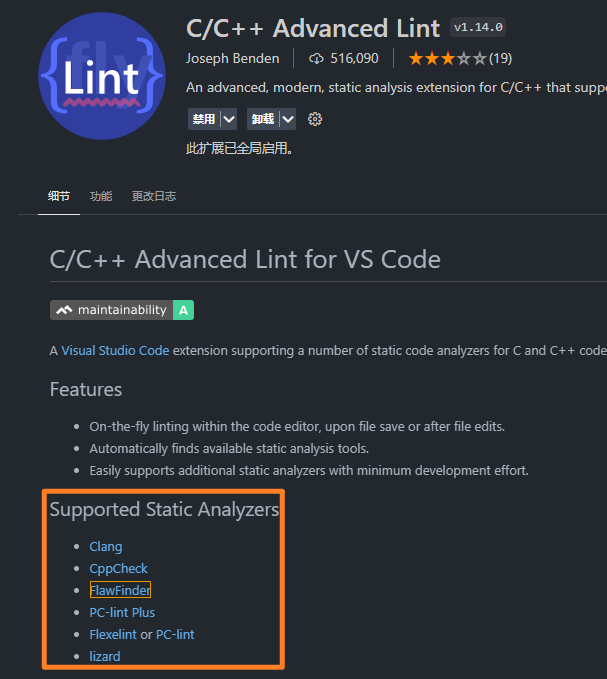 C/C++ Advanced Lint v1.14.0
Joseph Benden 516,090 (19)
An advanced, modern, static analysis extension for C/C++ that suppo
禁用 卸载
此扩展已全局启用。
fly
{Lint}
细节 功能 更改日志
C/C++ Advanced Lint for VS Code
maintainability A
A Visual Studio Code extension supporting a number of static code analyzers for C and C++ code
Features
• On-the-fly linting within the code editor, upon file save or after file edits.
• Automatically finds available static analysis tools.
• Easily supports additional static analyzers with minimum development effort.
Supported Static Analyzers
• Clang
• CppCheck
• FlawFinder
• PC-lint Plus
• Flexelint or PC-lint
• lizard